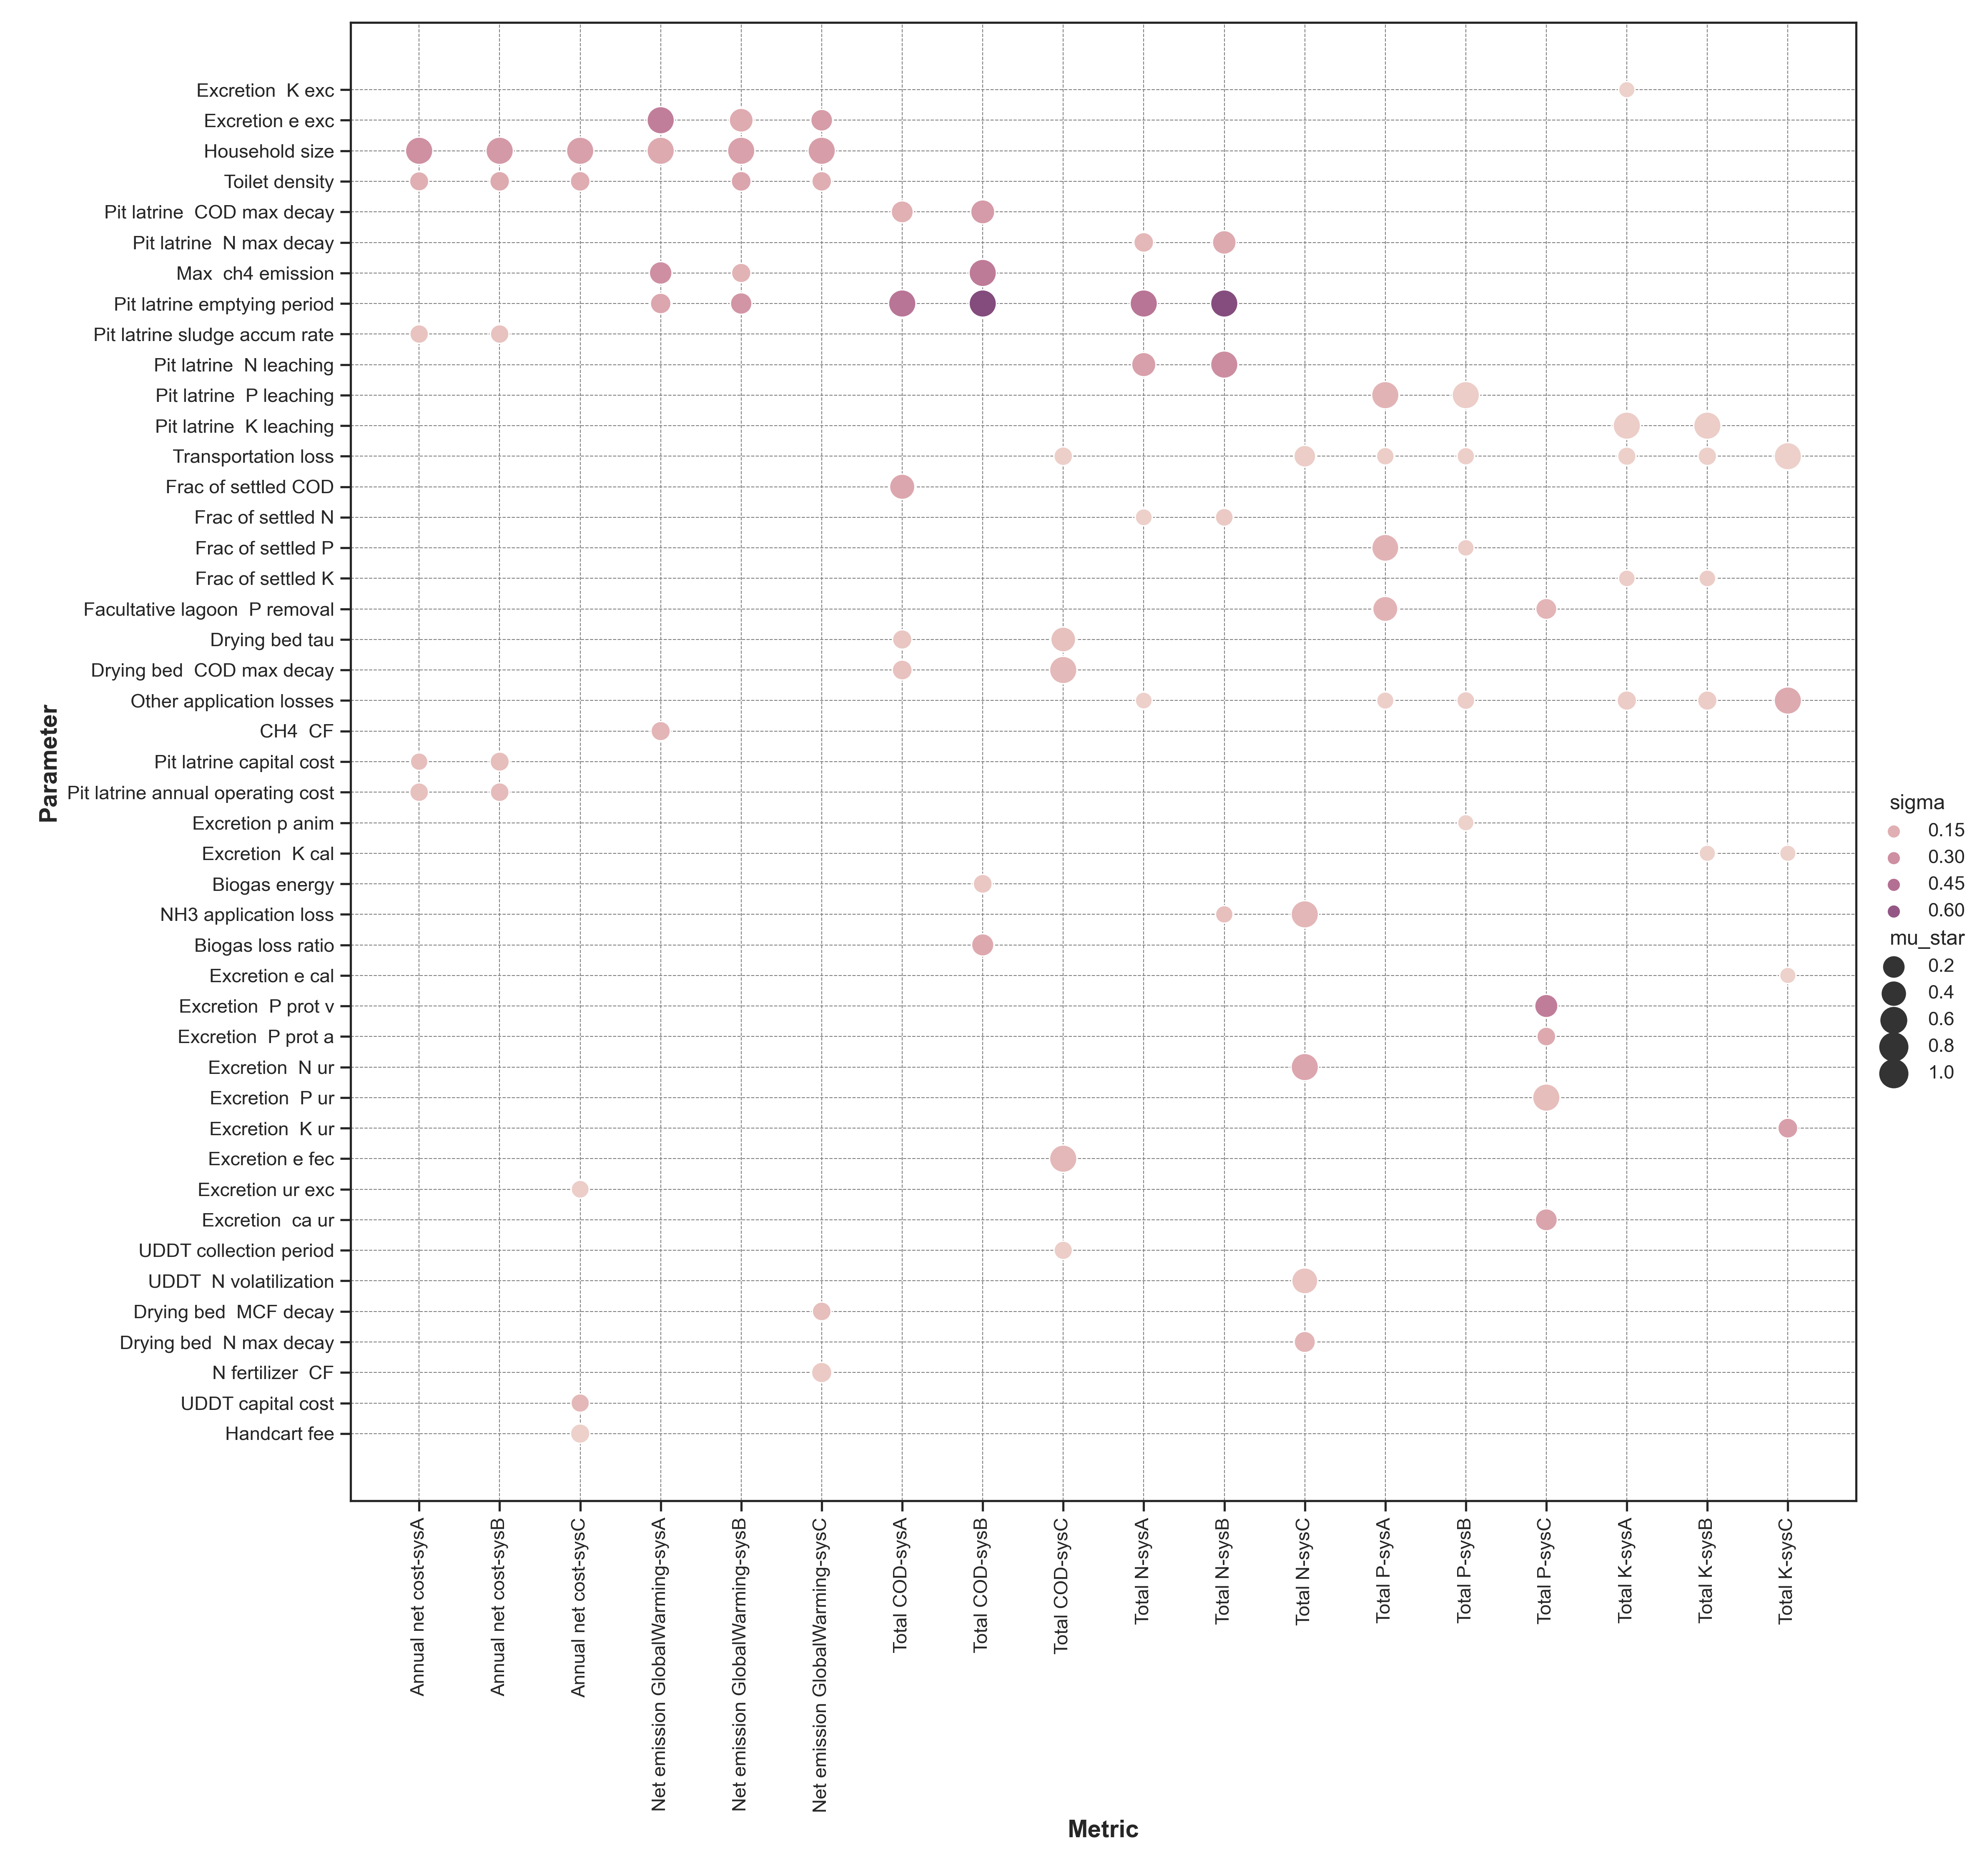 Excretion  K exc
Excretion e exc
Household size
Toilet density
Pit latrine  COD max decay
Pit latrine  N max decay
Max  ch4 emission
Pit latrine emptying period
Pit latrine sludge accum rate
Pit latrine  N leaching
Pit latrine  P leaching
Pit latrine  K leaching
Transportation loss
Frac of settled COD
Frac of settled N
Frac of settled P
Frac of settled K
Facultative lagoon  P removal
Drying bed tau
Drying bed  COD max decay
Other application losses
CH4  CF
Pit latrine capital cost
Pit latrine annual operating cost
Excretion p anim
Excretion  K cal
Biogas energy
NH3 application loss
Biogas loss ratio
Excretion e cal
Excretion  P prot v
Excretion  P prot a
Excretion  N ur
Excretion  P ur
Excretion  K ur
Excretion e fec
Excretion ur exc
Excretion  ca ur
UDDT collection period
UDDT  N volatilization
Drying bed  MCF decay
Drying bed  N max decay
N fertilizer  CF
UDDT capital cost
Handcart fee
Parameter
Annual net cost-sysA
Annual net cost-sysB
Annual net cost-sysC
Net emission GlobalWarming-sysA
Net emission GlobalWarming-sysB
Net emission GlobalWarming-sysC
Total COD-sysA
Total COD-sysB
Total COD-sysC
Total N-sysA
Total N-sysB
Total N-sysC
Total P-sysA
Total P-sysB
Total P-sysC
Total K-sysA
Total K-sysB
Total K-sysC
Metric
sigma
0.15
0.30
0.45
0.60
mu_star
0.2
0.4
0.6
0.8
1.0